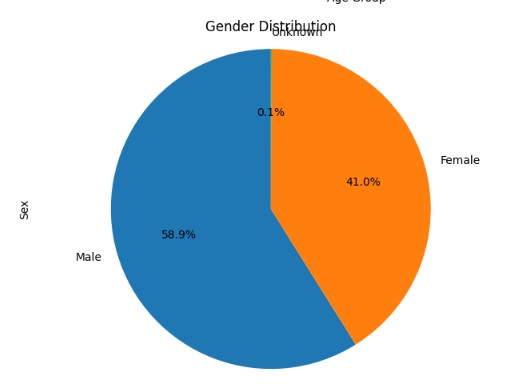 Age Group
Gender Distribution
Unknown
0.1%
Female
41.0%
Sex
58.9%
Male